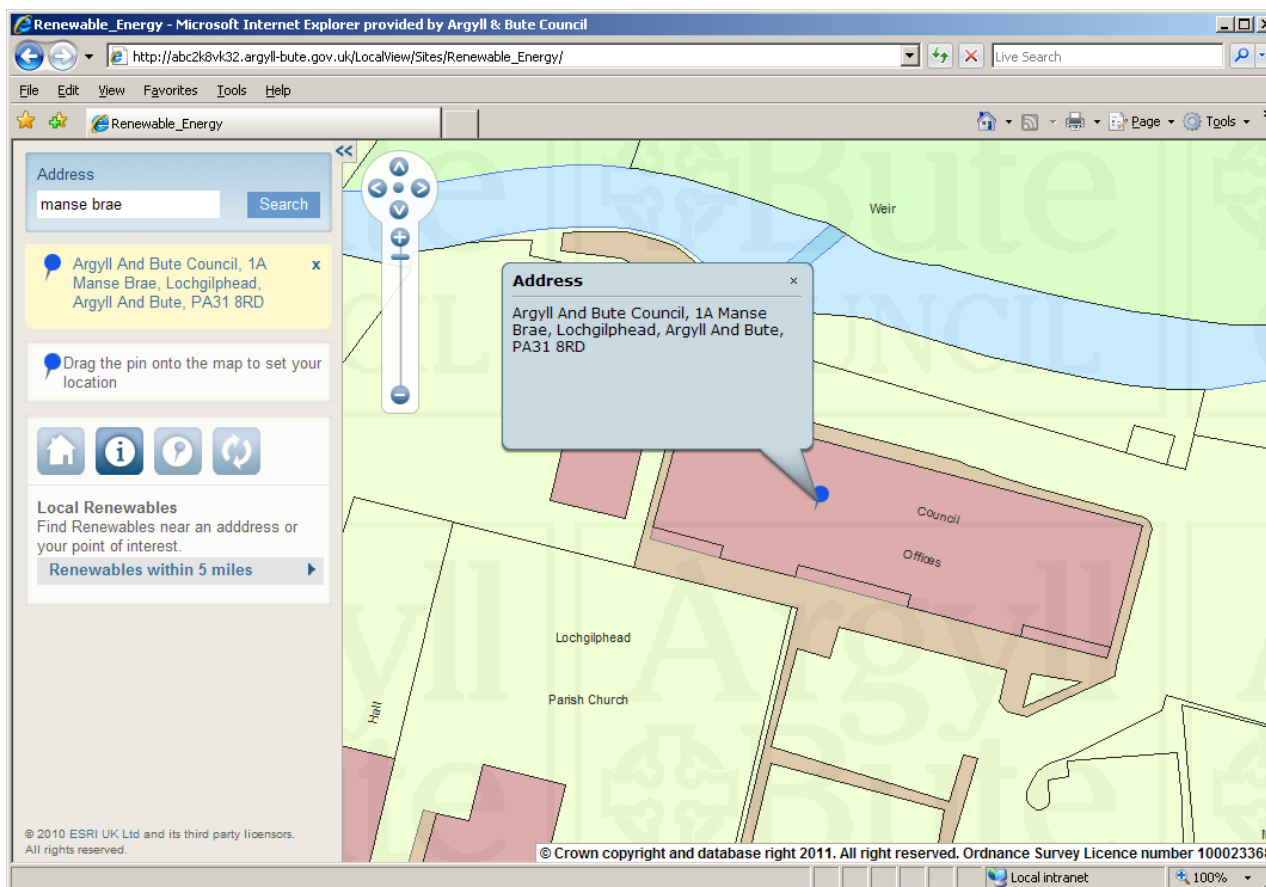 Renewable_Energy - Microsoft Internet Explorer provided by Argyll & Bute Council
http://abc2k8vk32.argyll-bute.gov.uk/LocalView/Sites/Renewable_Energy/
Live Search
File Edit View Favorites Tools Help
Renewable_Energy
Page
Tools
Address
manse brae
Search
Argyll And Bute Council, 1A
Manse Brae, Lochgilphead,
Argyll And Bute, PA31 8RD
x
Drag the pin onto the map to set your
location
Local Renewables
Find Renewables near an adddress or
your point of interest.
Renewables within 5 miles
© 2010 ESRI UK Ltd and its third party licensors.
All rights reserved.
Weir
Address
Argyll And Bute Council, 1A Manse
Brae, Lochgilphead, Argyll And Bute,
PA31 8RD
Council
Offices
Lochgilphead
Parish Church
Hall
Argyll
Bute
COUNCIL
© Crown copyright and database right 2011. All right reserved. Ordnance Survey Licence number 100023368
Local intranet
100%